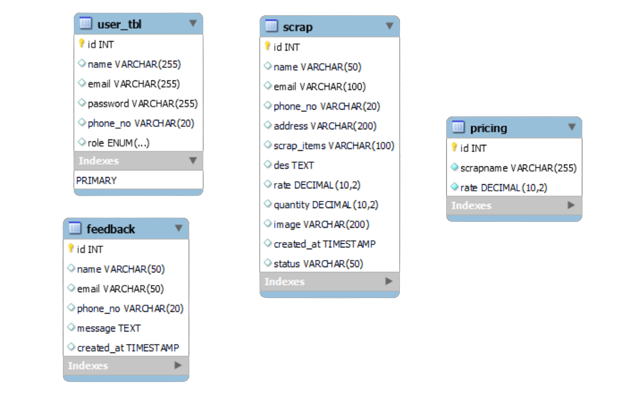 user_tbl
id INT
name VARCHAR(255)
email VARCHAR(255)
password VARCHAR(255)
phone_no VARCHAR(20)
role ENUM(...)
Indexes
PRIMARY
feedback
id INT
name VARCHAR(50)
email VARCHAR(50)
phone_no VARCHAR(20)
message TEXT
created_at TIMESTAMP
Indexes
scrap
id INT
name VARCHAR(50)
email VARCHAR(100)
phone_no VARCHAR(20)
address VARCHAR(200)
scrap_items VARCHAR(100)
des TEXT
rate DECIMAL(10,2)
quantity DECIMAL(10,2)
image VARCHAR(200)
created_at TIMESTAMP
status VARCHAR(50)
Indexes
pricing
id INT
scrapname VARCHAR(255)
rate DECIMAL(10,2)
Indexes